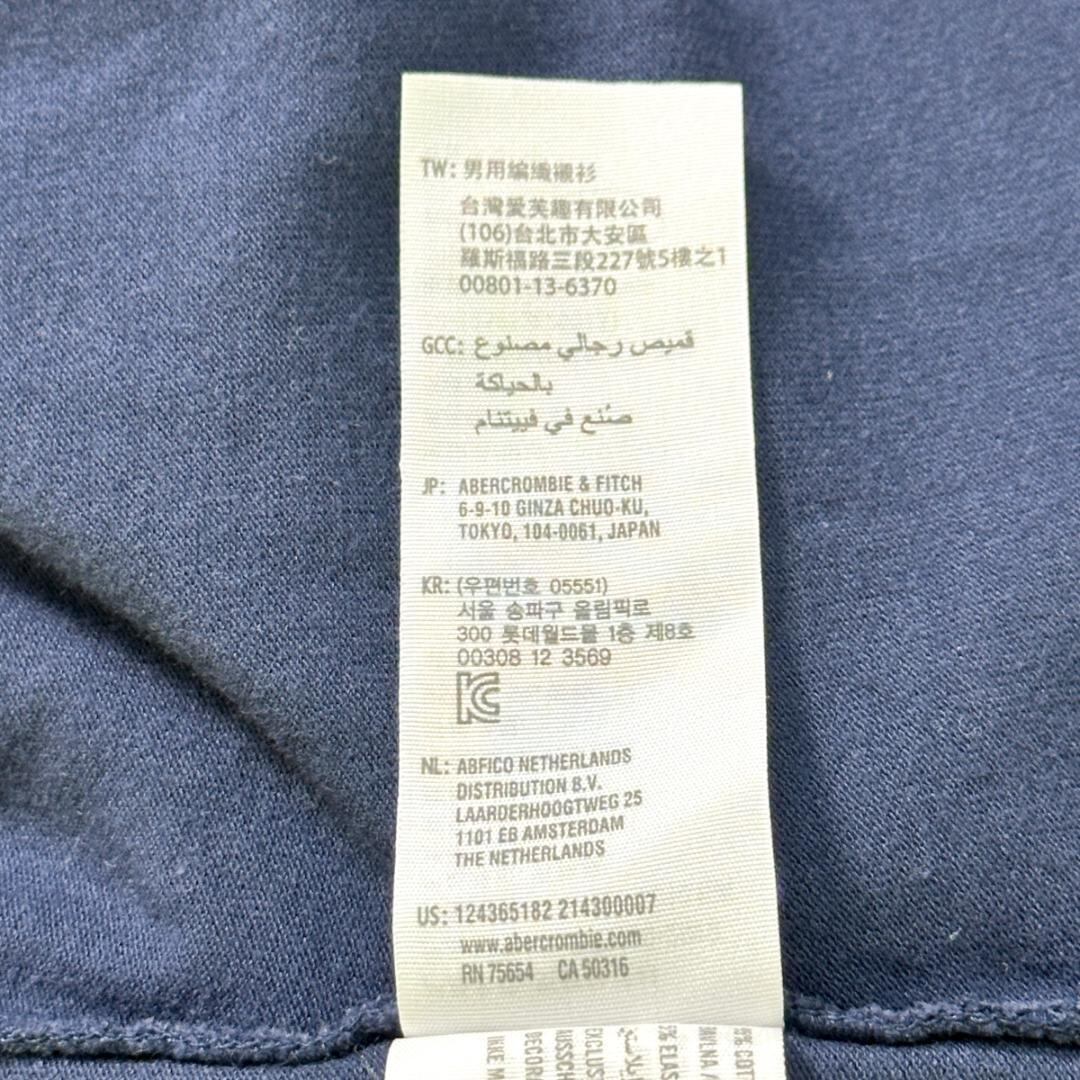 TW: 男用編織襯衫
台灣愛芙趣有限公司
(106)台北市大安區
羅斯福路三段227號5樓之1
00801-13-6370
GCC: قميص رجالي مصلوع
بالحياكة
صُنع في فييتنام
JP: ABERCROMBIE & FITCH
6-9-10 GINZA CHUO-KU,
TOKYO, 104-0061, JAPAN
KR: (우편번호 05551)
서울 송파구 올림픽로
300 롯데월드몰 1층 제8호
00308 12 3569
KC
NL: ABFICO NETHERLANDS
DISTRIBUTION B.V.
LAARDERHOOGTWEG 25
1101 EB AMSTERDAM
THE NETHERLANDS
US: 124365182 214300007
www.abercrombie.com
RN 75654 CA 50316